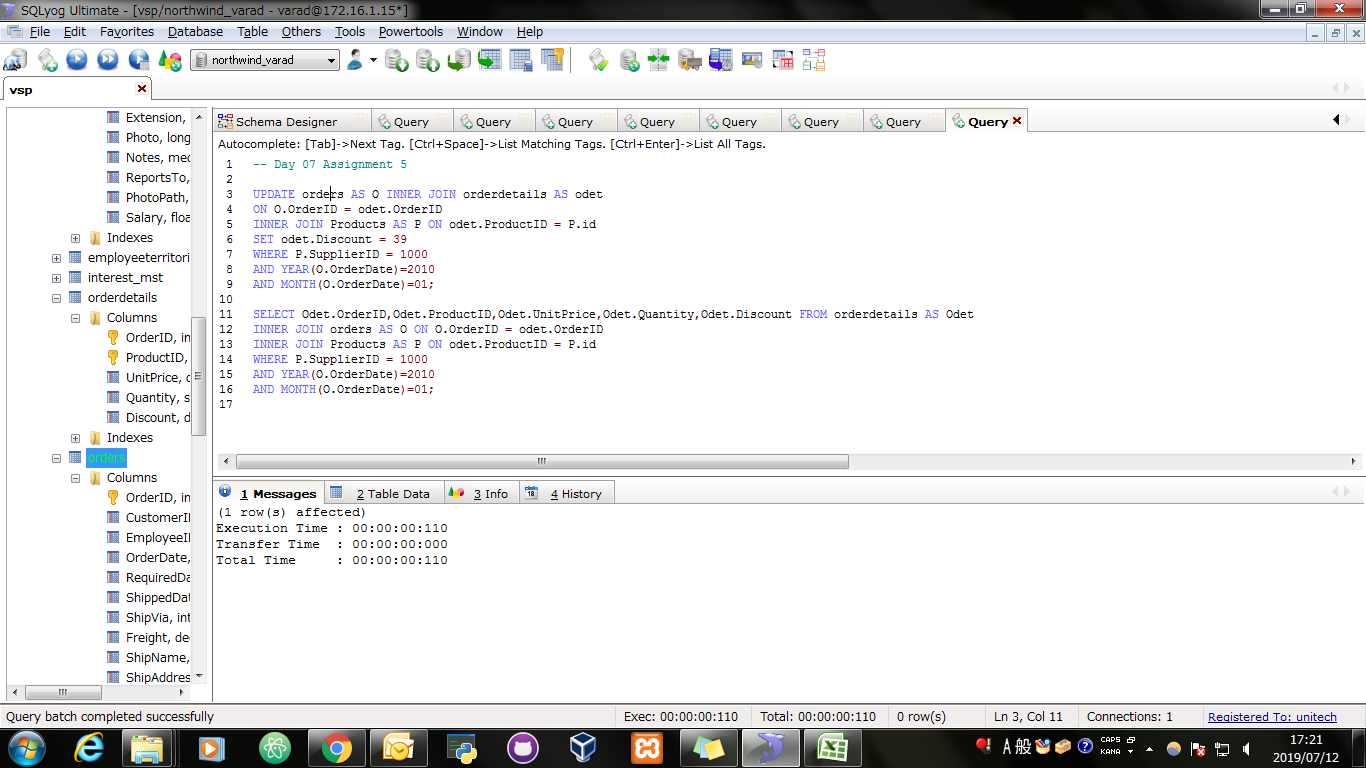 SQLyog Ultimate - [vsp/northwind_varad - varad@172.16.1.15*]
File Edit Favorites Database Table Others Tools Powertools Window Help
northwind_varad
vsp
Extension,
Photo, long
Notes, med
ReportsTo,
PhotoPath,
Salary, floa
Indexes
employeeterritori
interest_mst
orderdetails
Columns
OrderID, in
ProductID,
UnitPrice, d
Quantity, s
Discount, d
Indexes
orders
Columns
OrderID, in
CustomerID
EmployeeID
OrderDate,
RequiredDa
ShippedDat
ShipVia, int
Freight, de
ShipName,
ShipAddres
Schema Designer Query Query Query Query Query Query Query Query
Autocomplete: [Tab]->Next Tag. [Ctrl+Space]->List Matching Tags. [Ctrl+Enter]->List All Tags.
1 -- Day 07 Assignment 5
2
3 UPDATE orders AS O INNER JOIN orderdetails AS odet
4 ON O.OrderID = odet.OrderID
5 INNER JOIN Products AS P ON odet.ProductID = P.id
6 SET odet.Discount = 39
7 WHERE P.SupplierID = 1000
8 AND YEAR(O.OrderDate)=2010
9 AND MONTH(O.OrderDate)=01;
10
11 SELECT Odet.OrderID,Odet.ProductID,Odet.UnitPrice,Odet.Quantity,Odet.Discount FROM orderdetails AS Odet
12 INNER JOIN orders AS O ON O.OrderID = odet.OrderID
13 INNER JOIN Products AS P ON odet.ProductID = P.id
14 WHERE P.SupplierID = 1000
15 AND YEAR(O.OrderDate)=2010
16 AND MONTH(O.OrderDate)=01;
17
1 Messages 2 Table Data 3 Info 4 History
(1 row(s) affected)
Execution Time : 00:00:00:110
Transfer Time : 00:00:00:000
Total Time : 00:00:00:110
Query batch completed successfully Exec: 00:00:00:110 Total: 00:00:00:110 0 row(s) Ln 3, Col 11 Connections: 1 Registered To: unitech
A 般 CAPS KANA
17:21
2019/07/12